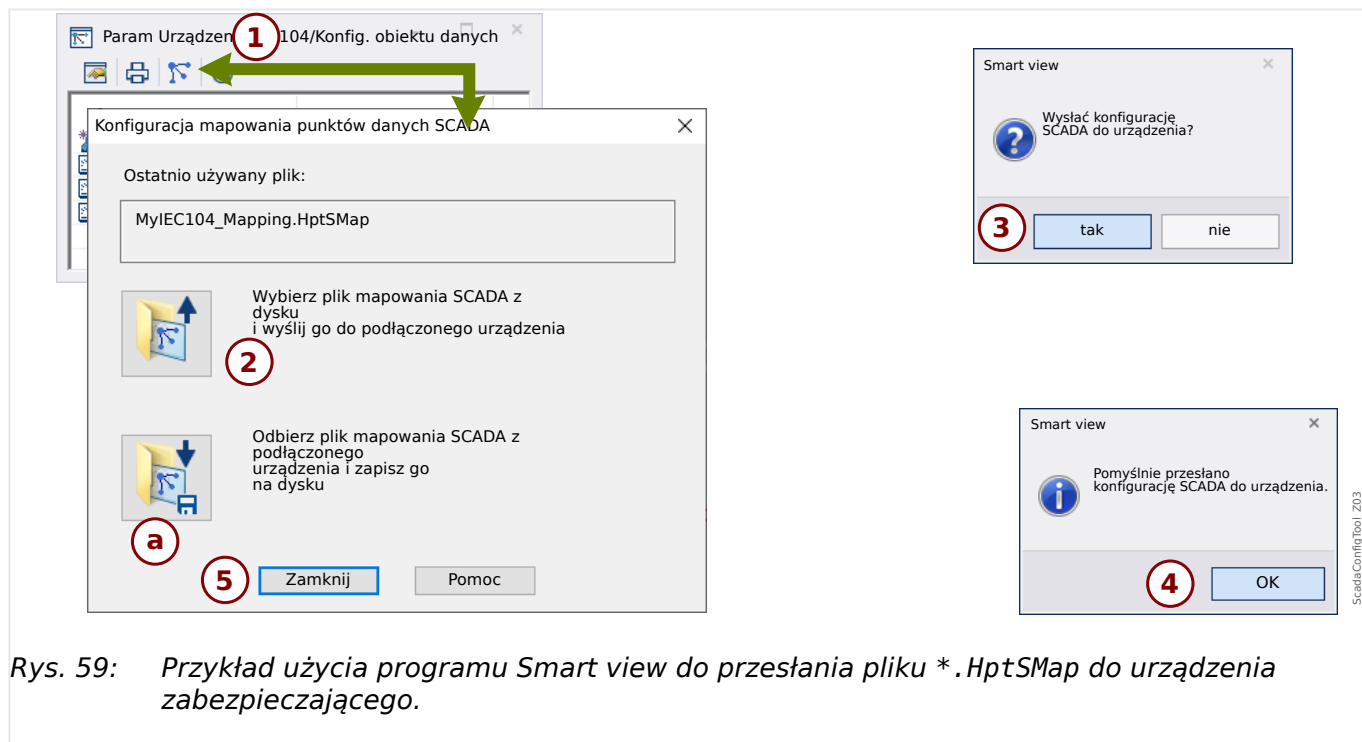 Param Urządzen 1 104/Konfig. obiektu danych
Konfiguracja mapowania punktów danych SCADA
Ostatnio używany plik:
MyIEC104_Mapping.HptSMap
Wybierz plik mapowania SCADA z
dysku
i wyślij go do podłączonego urządzenia
2
Odbierz plik mapowania SCADA z
podłączonego
urządzenia i zapisz go
na dysku
a
5 Zamknij Pomoc
Smart view
Wysłać konfigurację
SCADA do urządzenia?
3 tak nie
Smart view
Pomyślnie przesłano
konfigurację SCADA do urządzenia.
4 OK
ScadaConfigTool_Z03
Rys. 59: Przykład użycia programu Smart view do przesłania pliku *.HptSMap do urządzenia
zabezpieczającego.